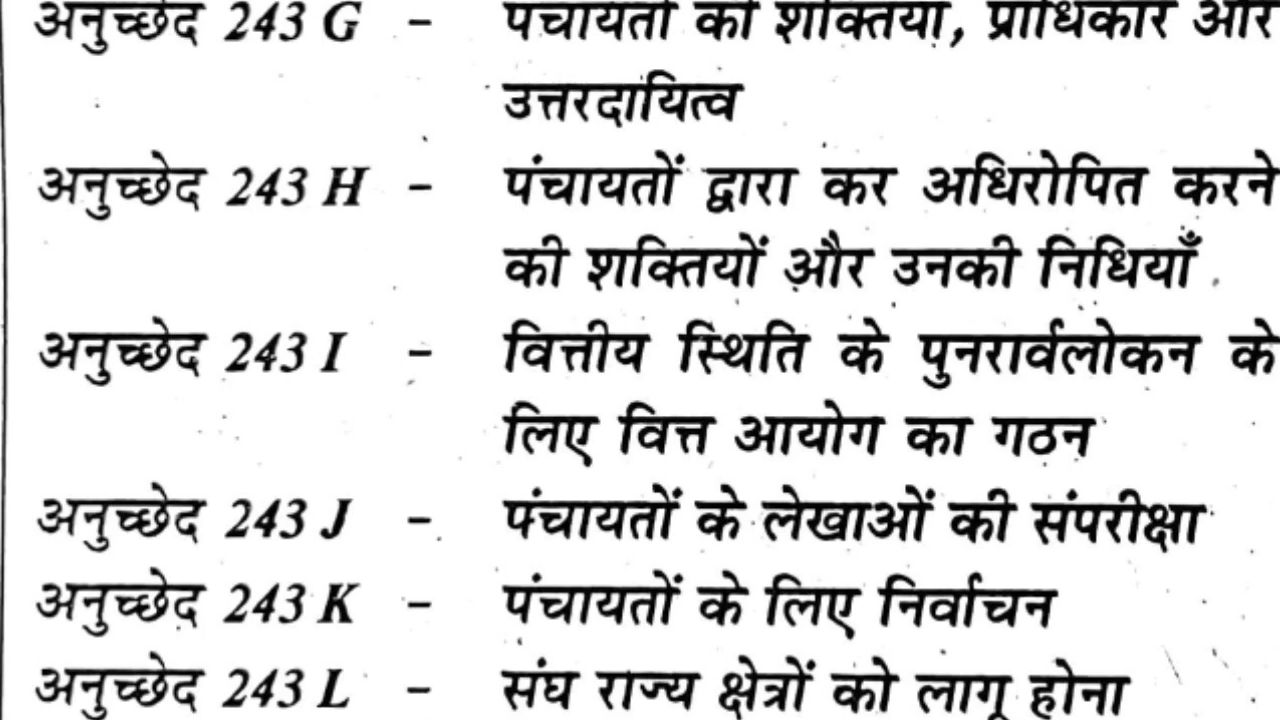 अनुच्छेद 243 G - पंचायतों की शक्तियां, प्राधिकार और
उत्तरदायित्व
अनुच्छेद 243 H - पंचायतों द्वारा कर अधिरोपित करने
की शक्तियों और उनकी निधियाँ
अनुच्छेद 243 I - वित्तीय स्थिति के पुनरार्वलोकन के
लिए वित्त आयोग का गठन
अनुच्छेद 243 J - पंचायतों के लेखाओं की संपरीक्षा
अनुच्छेद 243 K - पंचायतों के लिए निर्वाचन
अनुच्छेद 243 L - संघ राज्य क्षेत्रों को लागू होना